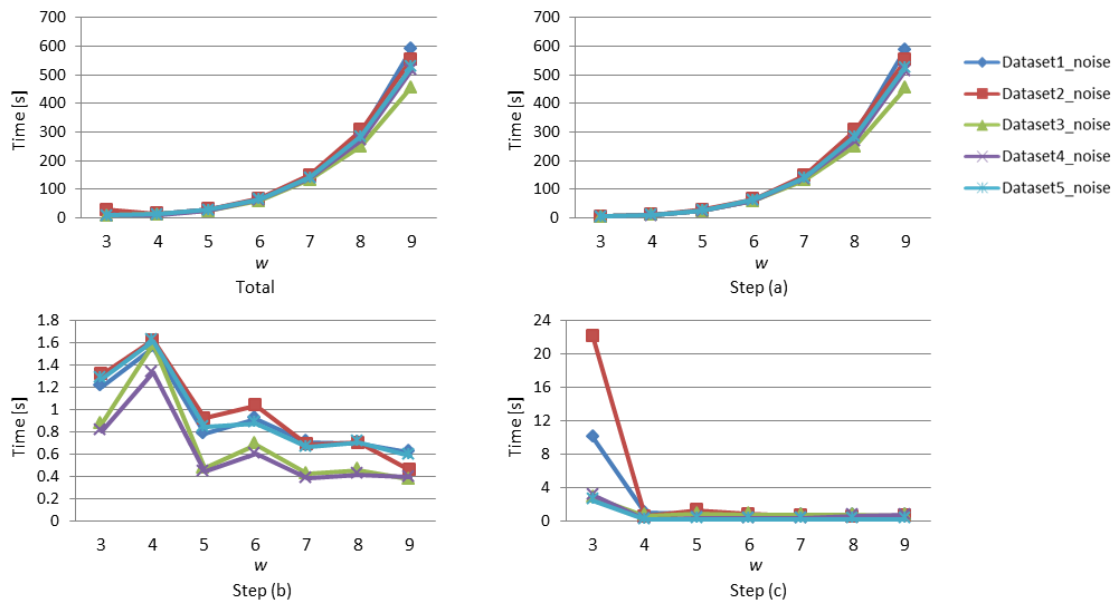 700
600
500
400
300
200
100
0
Time [s]
3 4 5 6 7 8 9
w
Total
700
600
500
400
300
200
100
0
Time [s]
3 4 5 6 7 8 9
w
Step (a)
Dataset1_noise
Dataset2_noise
Dataset3_noise
Dataset4_noise
Dataset5_noise
1.8
1.6
1.4
1.2
1
0.8
0.6
0.4
0.2
0
Time [s]
3 4 5 6 7 8 9
w
Step (b)
24
20
16
12
8
4
0
Time [s]
3 4 5 6 7 8 9
w
Step (c)